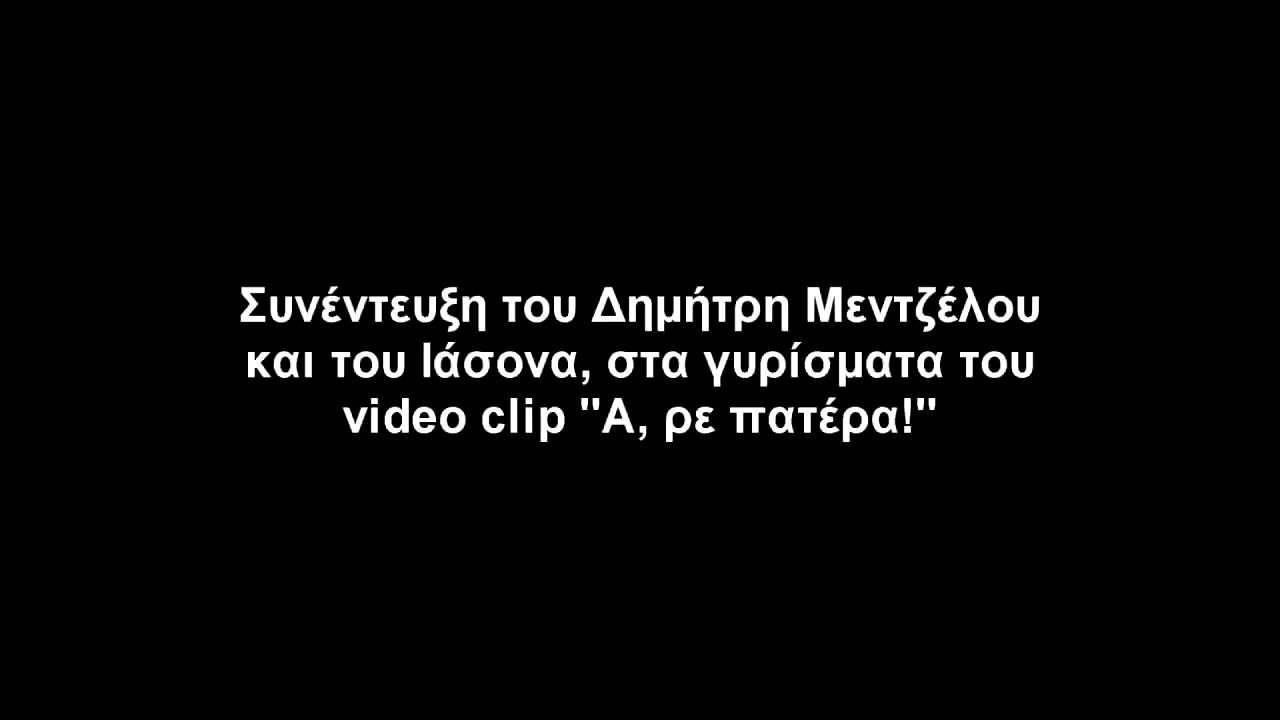 Συνέντευξη του Δημήτρη Μεντζέλου
και του Ιάσονα, στα γυρίσματα του
video clip "Α, ρε πατέρα!"